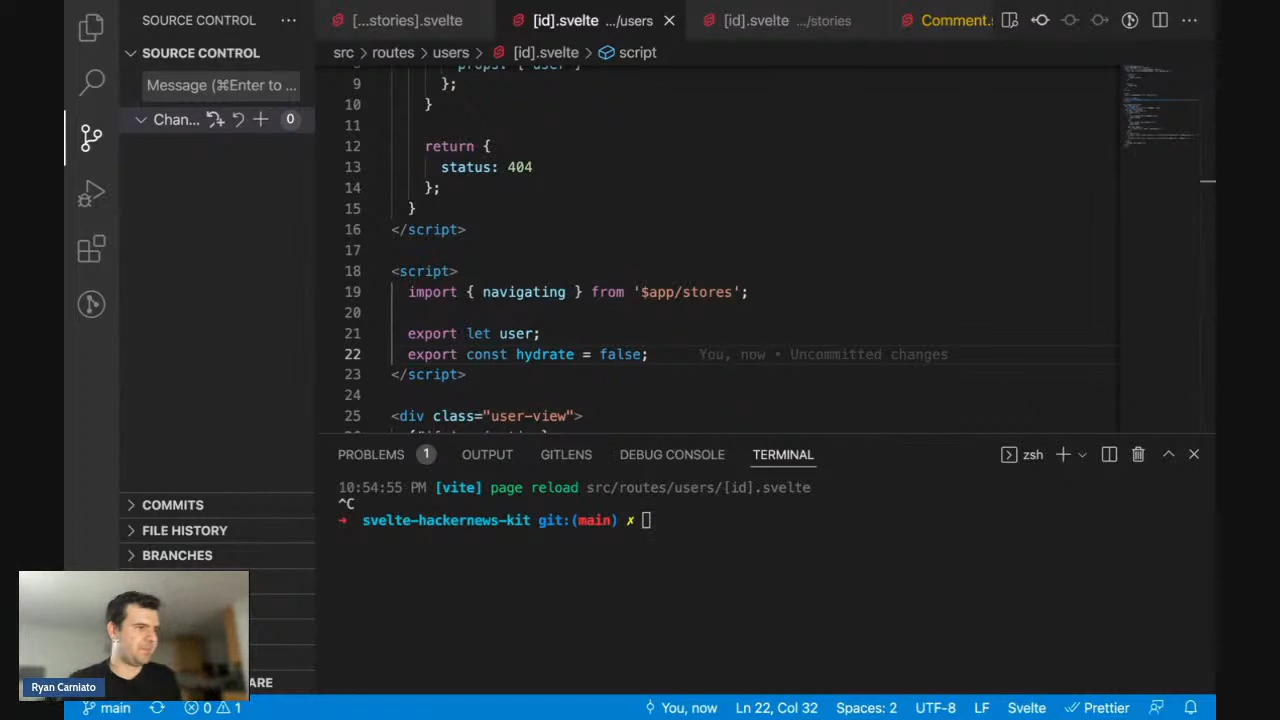 SOURCE CONTROL
[...stories].svelte
[id].svelte .../users
[id].svelte .../stories
Comment.s
SOURCE CONTROL
src > routes > users > [id].svelte > script
Message (⌘Enter to ...
Chan... 0
9 };
10 }
11
12 return {
13 status: 404
14 };
15 }
16 </script>
17
18 <script>
19 import { navigating } from '$app/stores';
20
21 export let user;
22 export const hydrate = false; You, now • Uncommitted changes
23 </script>
24
25 <div class="user-view">
PROBLEMS 1 OUTPUT GITLENS DEBUG CONSOLE TERMINAL zsh
10:54:55 PM [vite] page reload src/routes/users/[id].svelte
^C
→ svelte-hackernews-kit git:(main) ✗
COMMITS
FILE HISTORY
BRANCHES
ARE
Ryan Carniato
main 0 1 You, now Ln 22, Col 32 Spaces: 2 UTF-8 LF Svelte Prettier